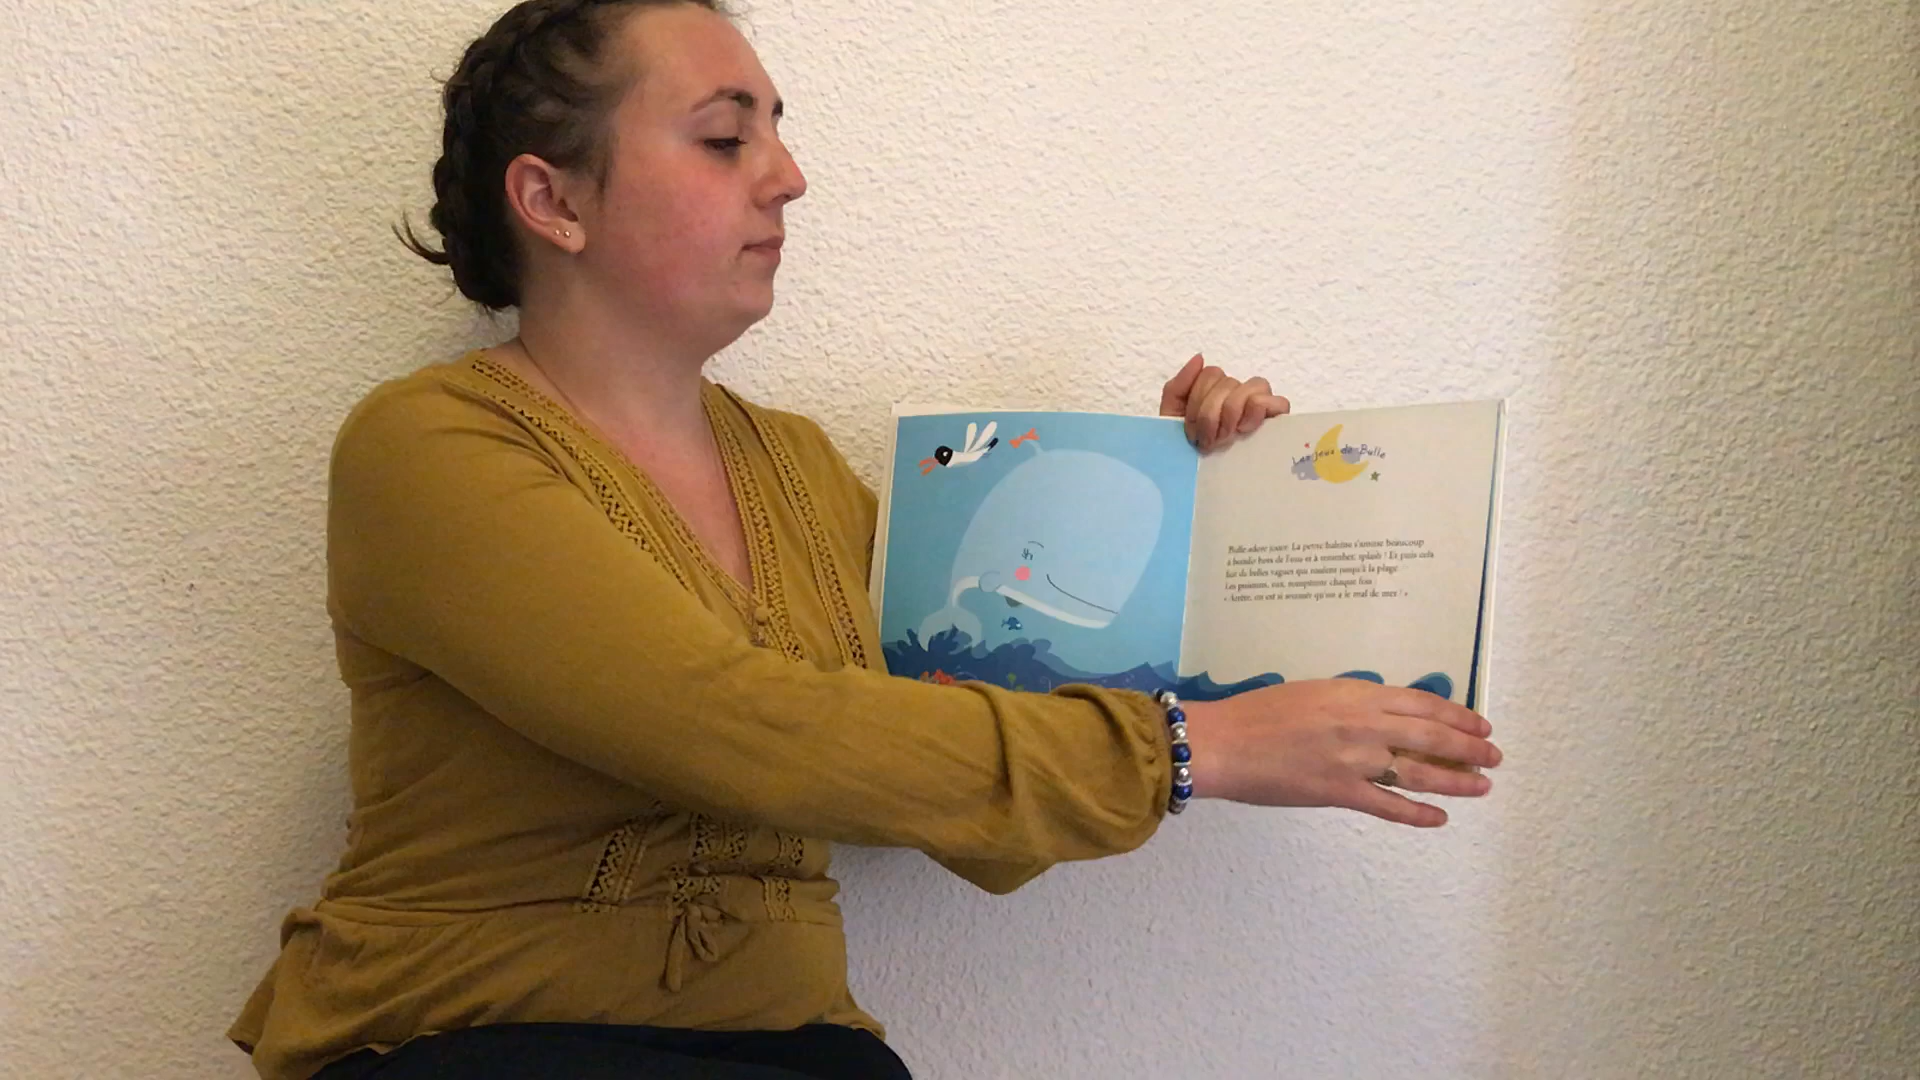 Les jeux de Bulle
Bulle adore jouer. La petite baleine s'amuse beaucoup
à bondir hors de l'eau et à retomber, splash ! Et puis cela
fait de belles vagues qui roulent jusqu'à la plage.
Les poissons, eux, rouspètent chaque fois :
« Arrête, on est si secoués qu'on a le mal de mer ! »